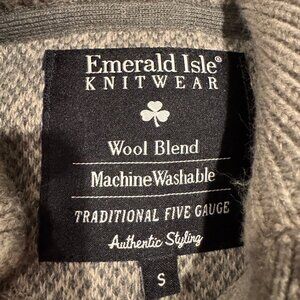 Emerald Isle®
KNITWEAR
Wool Blend
Machine Washable
TRADITIONAL FIVE GAUGE
Authentic Styling
S